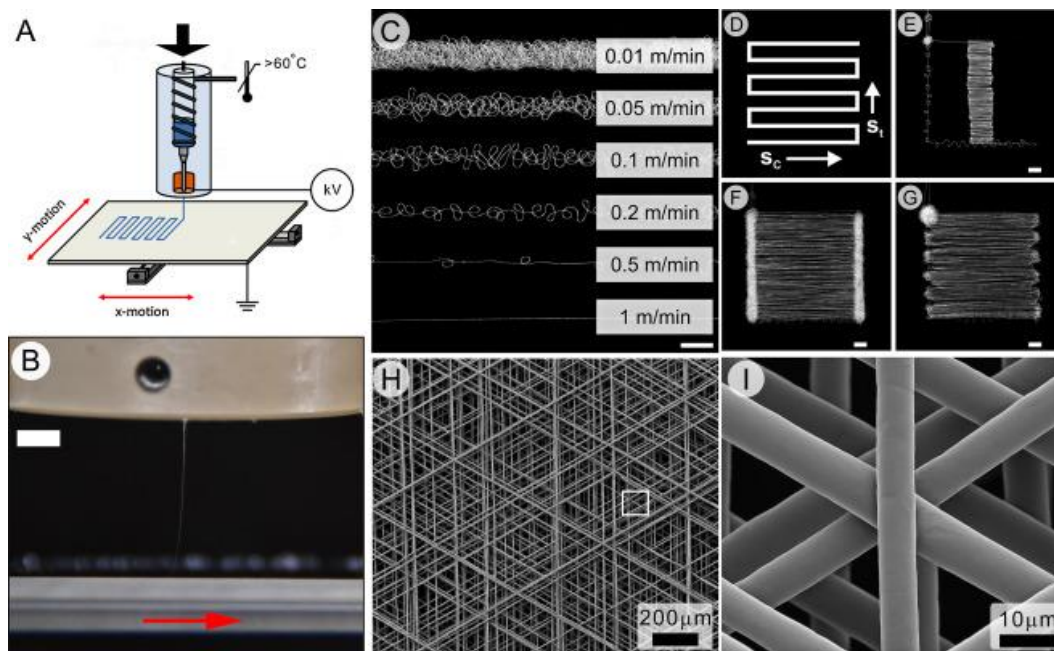 A
>60°C
kV
y-motion
x-motion
B
C
0.01 m/min
0.05 m/min
0.1 m/min
0.2 m/min
0.5 m/min
1 m/min
D
St
Sc
E
F
G
H
200μm
I
10μm